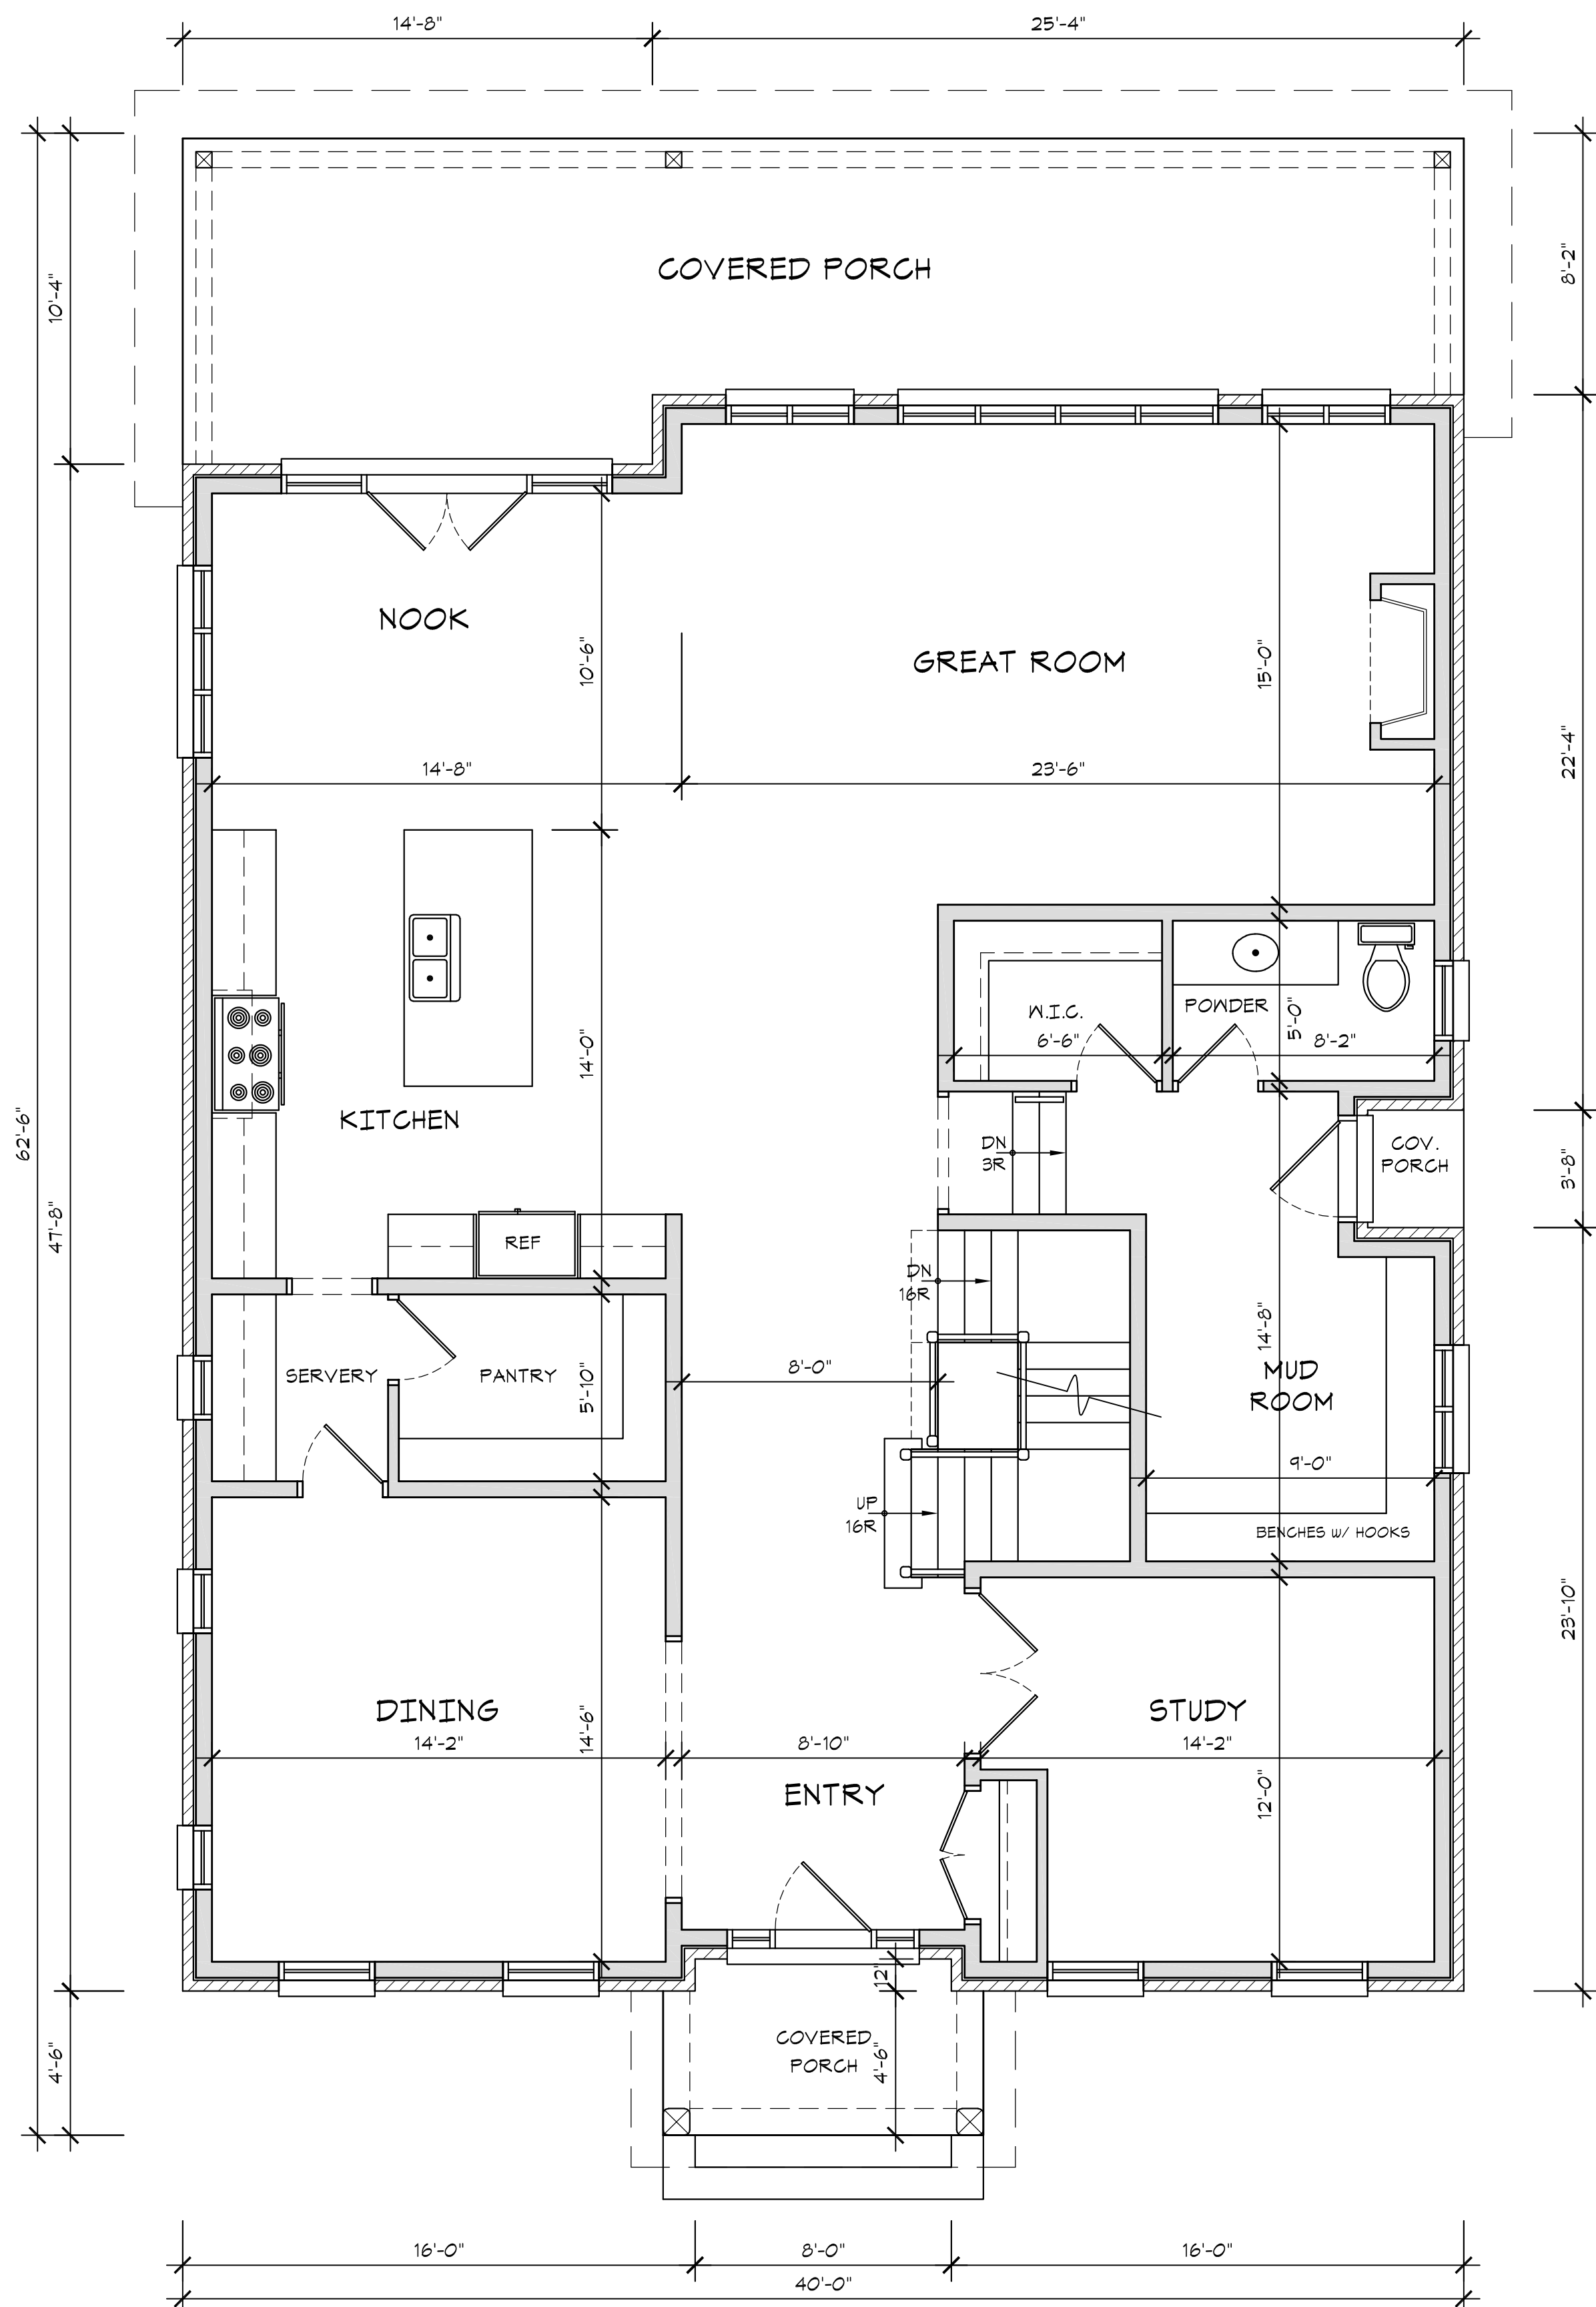 14'-8"
25'-4"
10'-4"
8'-2"
COVERED PORCH
NOOK
GREAT ROOM
10'-6"
15'-0"
22'-4"
14'-8"
23'-6"
62'-6"
47'-8"
14'-0"
KITCHEN
W.I.C.
6'-6"
POWDER
5'-0"
8'-2"
DN
3R
COV.
PORCH
3'-8"
REF
DN
16R
SERVERY
PANTRY
5'-10"
8'-0"
14'-8"
MUD
ROOM
9'-0"
UP
16R
BENCHES W/ HOOKS
23'-10"
DINING
14'-2"
14'-6"
8'-10"
ENTRY
STUDY
14'-2"
12'-0"
12"
COVERED
PORCH
4'-6"
4'-6"
16'-0"
8'-0"
16'-0"
40'-0"